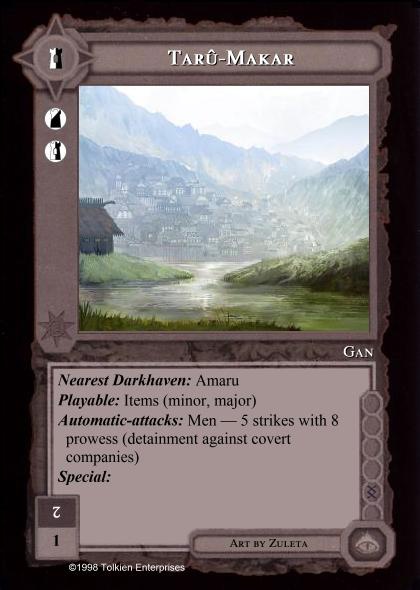 TARÛ-MAKAR
GAN
Nearest Darkhaven: Amaru
Playable: Items (minor, major)
Automatic-attacks: Men — 5 strikes with 8
prowess (detainment against covert
companies)
Special:
2
1
ART BY ZULETA
©1998 Tolkien Enterprises